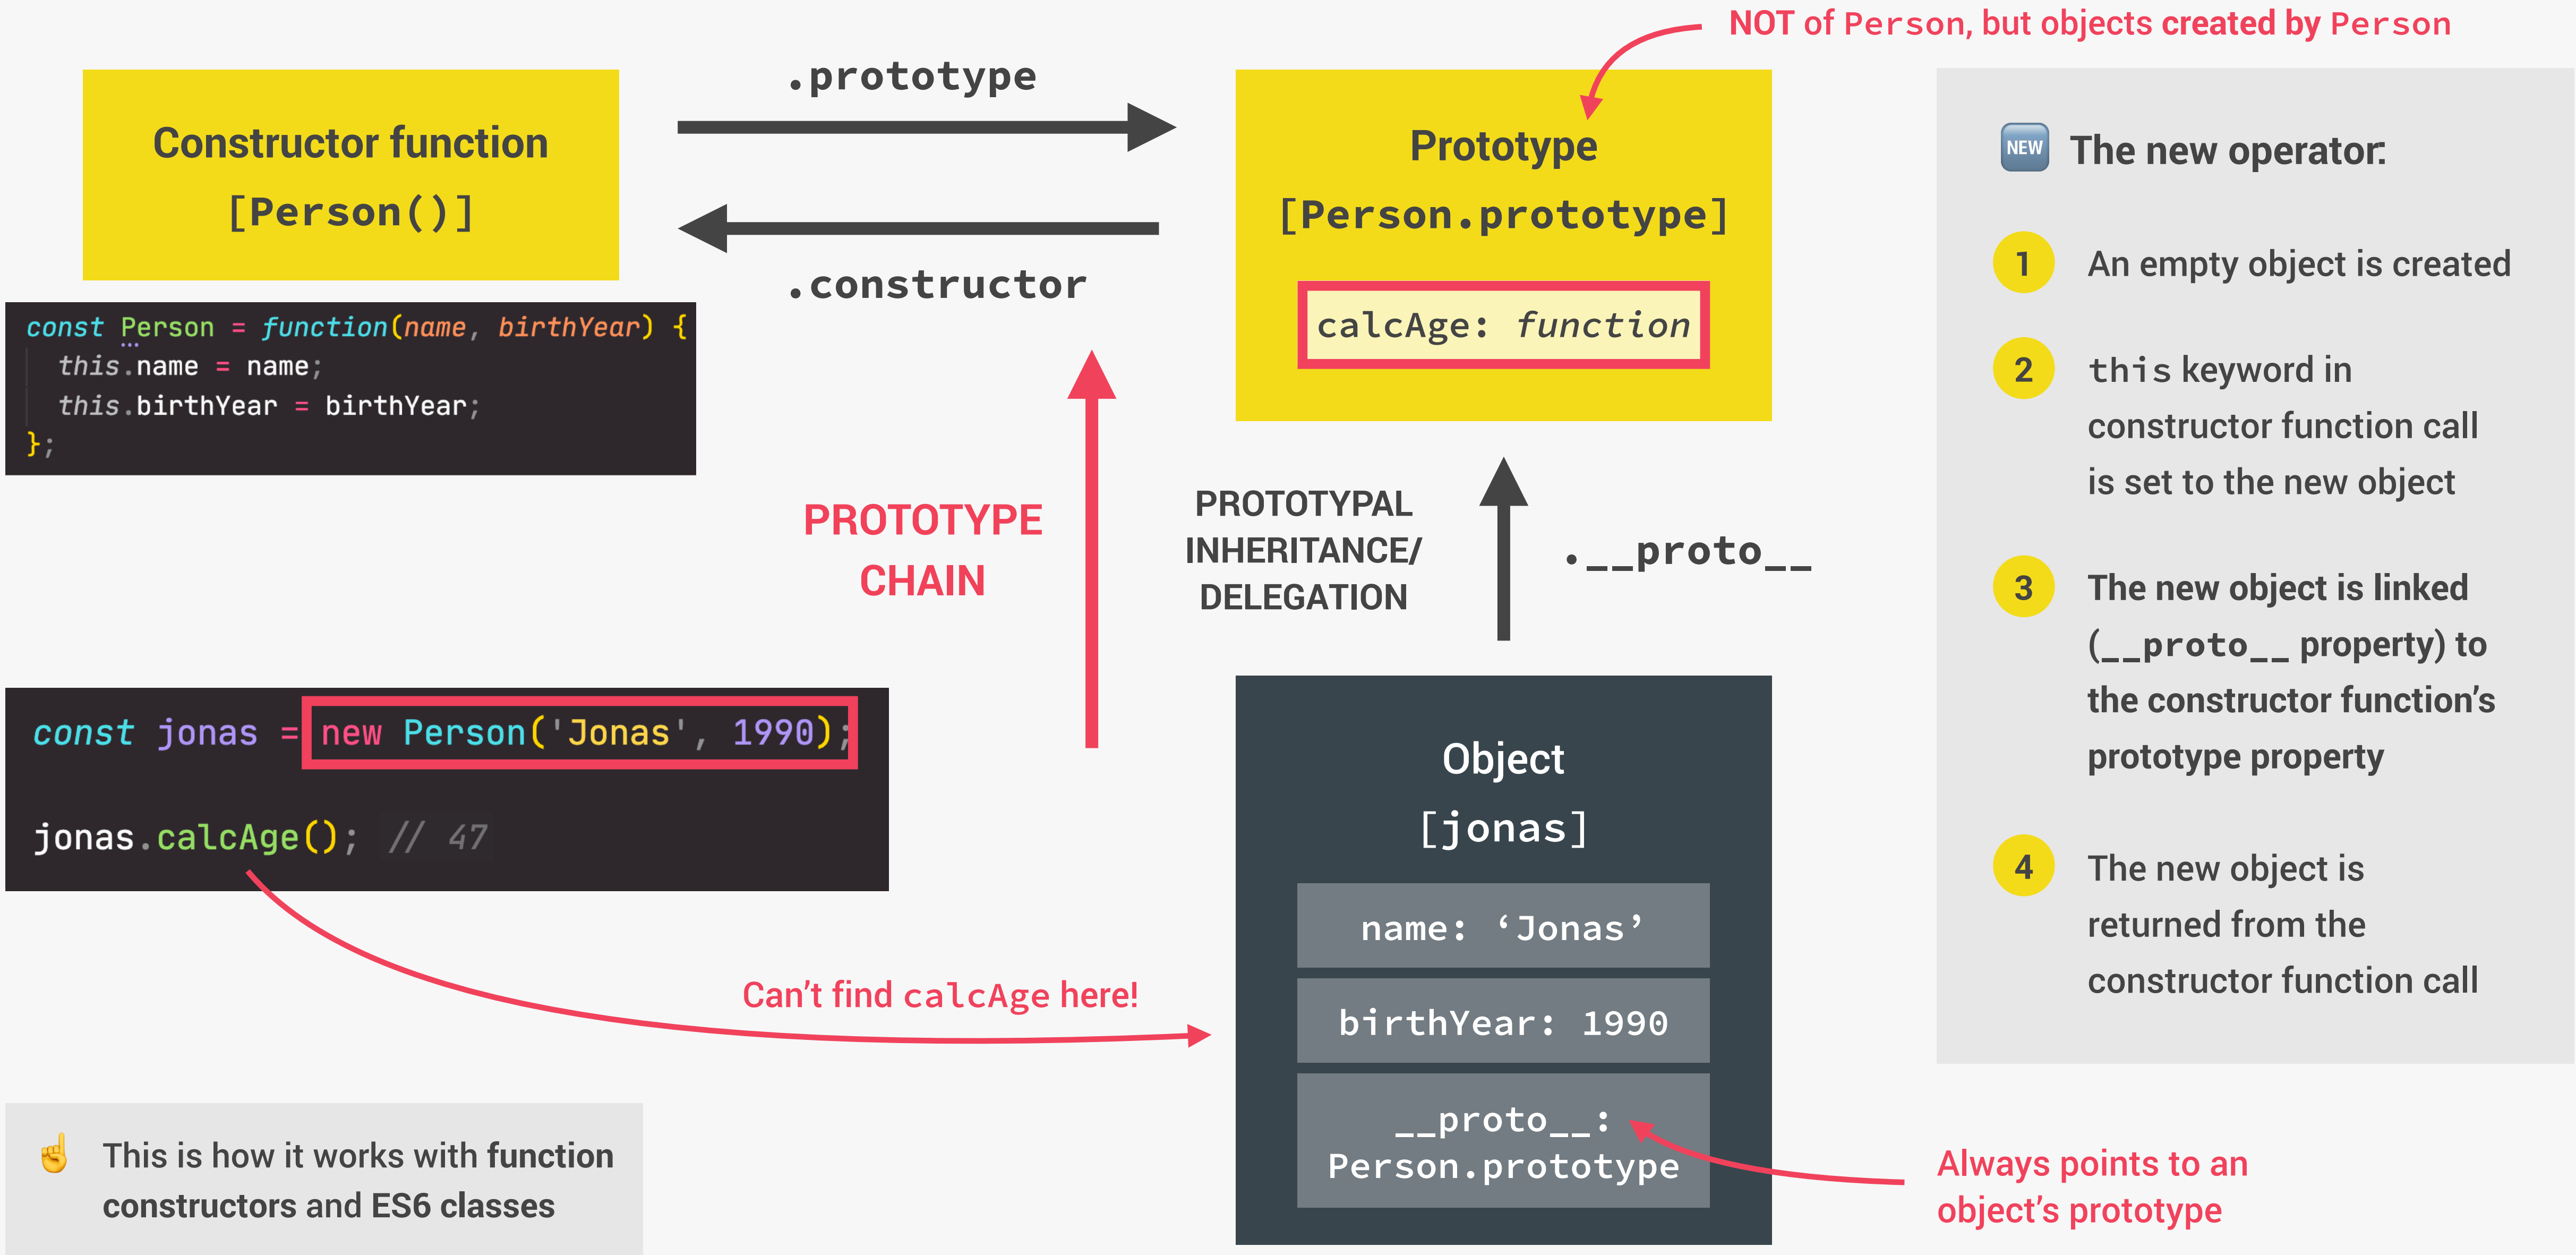 NOT of Person, but objects created by Person
Constructor function
[Person()]
.prototype
.constructor
Prototype
[Person.prototype]
calcAge: function
const Person = function(name, birthYear) {
this.name = name;
this.birthYear = birthYear;
};
PROTOTYPE
CHAIN
PROTOTYPAL
INHERITANCE/
DELEGATION
.__proto__
const jonas = new Person('Jonas', 1990);
jonas.calcAge(); // 47
Can’t find calcAge here!
Object
[jonas]
name: ‘Jonas’
birthYear: 1990
__proto__:
Person.prototype
Always points to an
object’s prototype
This is how it works with function
constructors and ES6 classes
NEW The new operator:
1 An empty object is created
2 this keyword in
constructor function call
is set to the new object
3 The new object is linked
(__proto__ property) to
the constructor function’s
prototype property
4 The new object is
returned from the
constructor function call